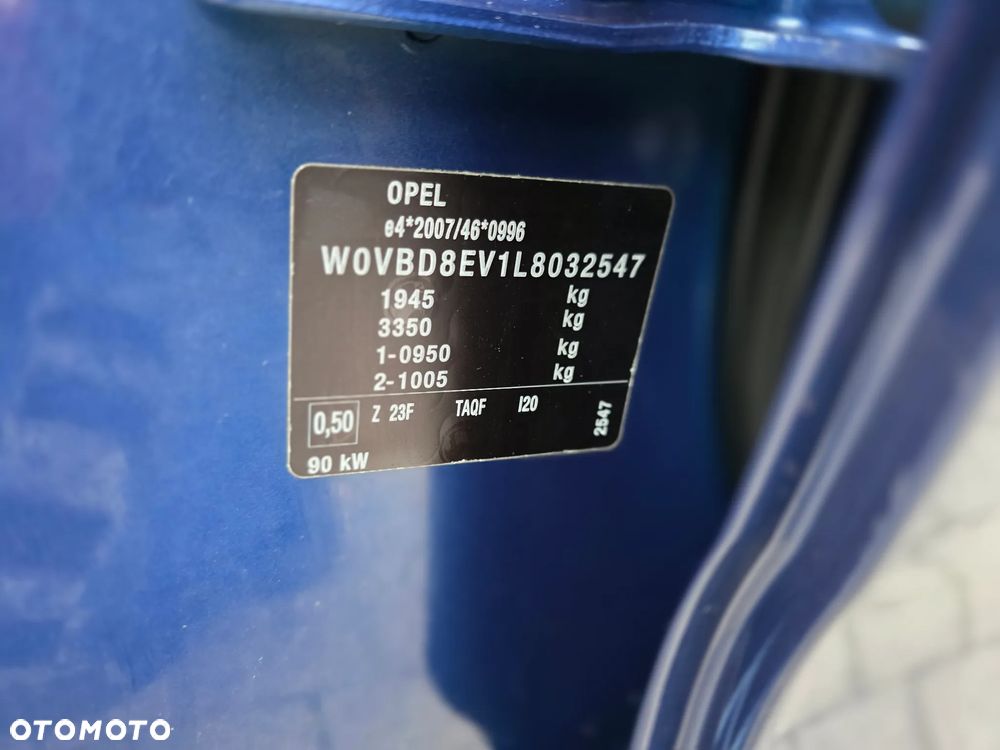 OPEL
e4*2007/46*0996
W0VBD8EV1L8032547
1945 kg
3350 kg
1-0950 kg
2-1005 kg
0,50 Z 23F TAQF I20
2547
90 kW
OTOMOTO